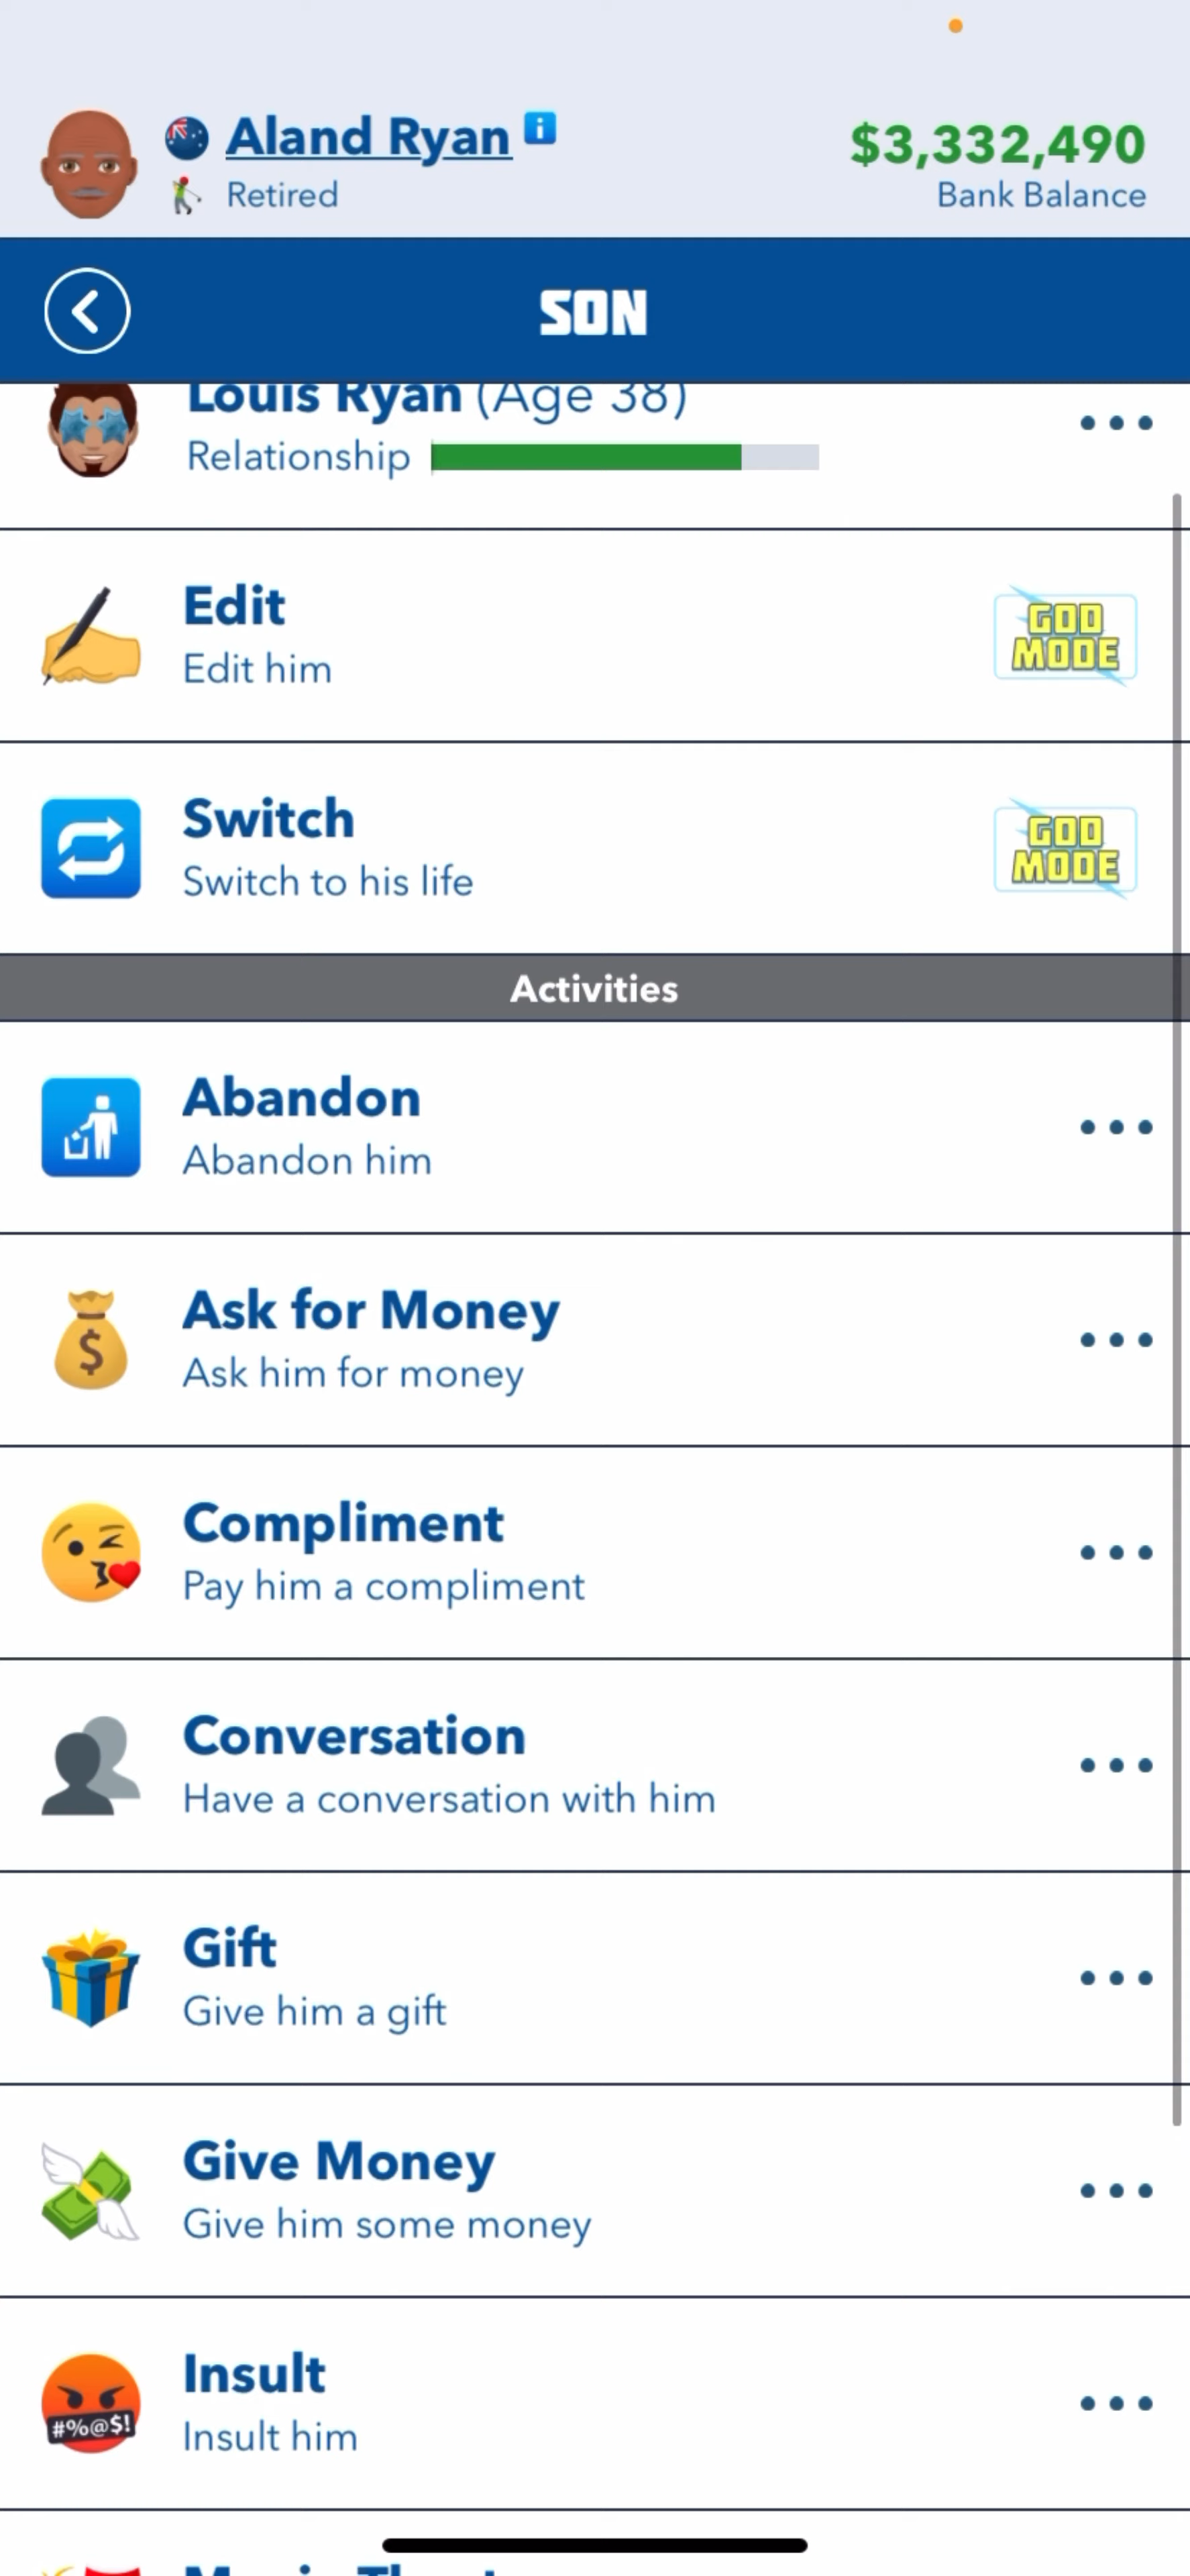 Aland Ryan
$3,332,490
Retired
Bank Balance
SON
Louis Ryan (Age 38)
Relationship
Edit
Edit him
GOD
MODE
Switch
Switch to his life
GOD
MODE
Activities
Abandon
Abandon him
Ask for Money
Ask him for money
Compliment
Pay him a compliment
Conversation
Have a conversation with him
Gift
Give him a gift
Give Money
Give him some money
Insult
#%@$!
Insult him